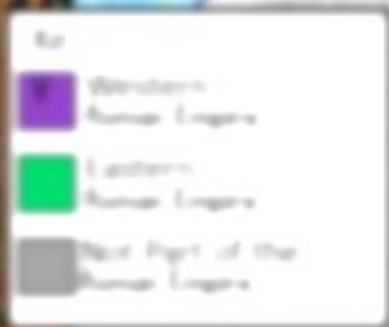 Western
Roman Empire
Eastern
Roman Empire
Not Part of the
Roman Empire